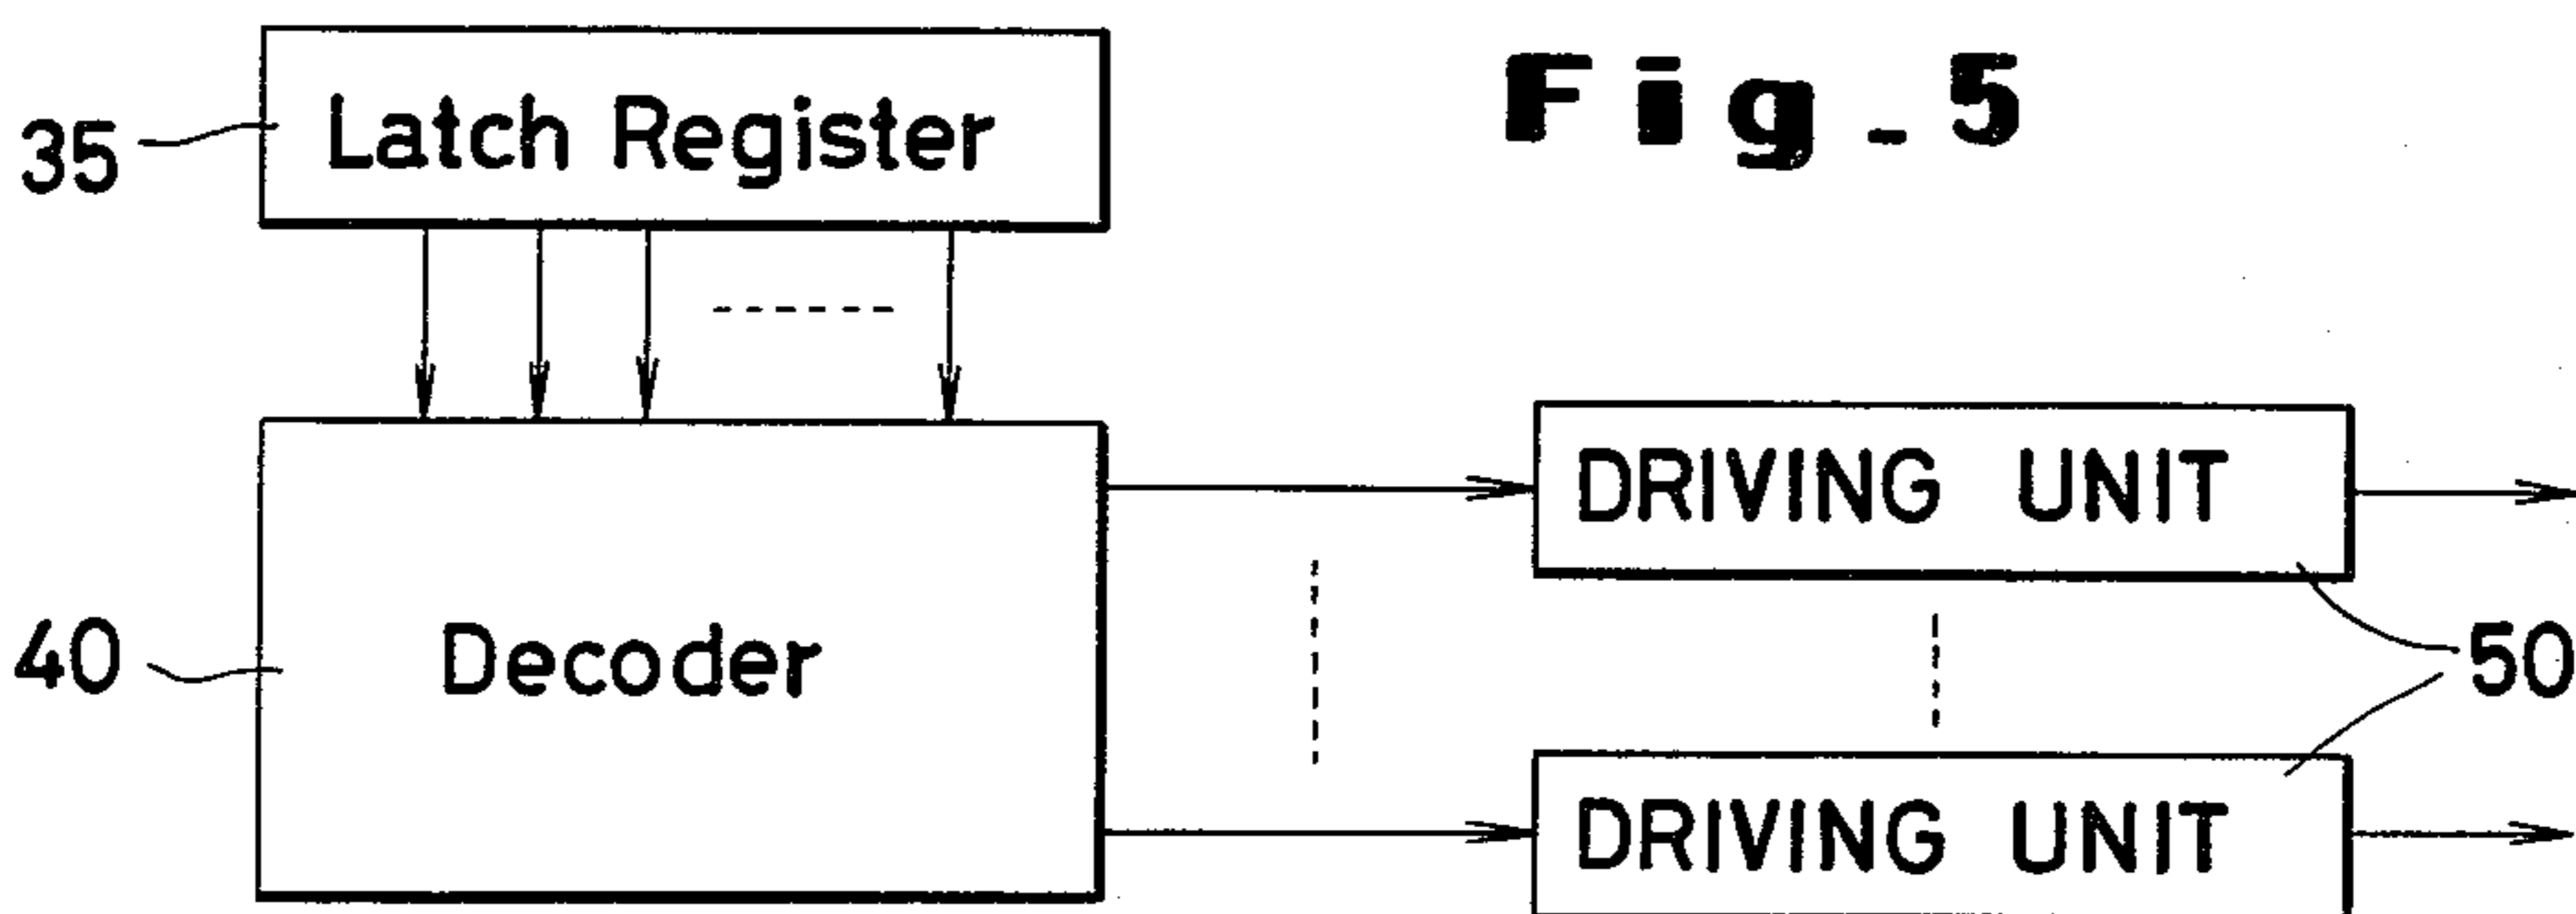 Fig. 5
35
Latch Register
40
Decoder
DRIVING UNIT
50
DRIVING UNIT